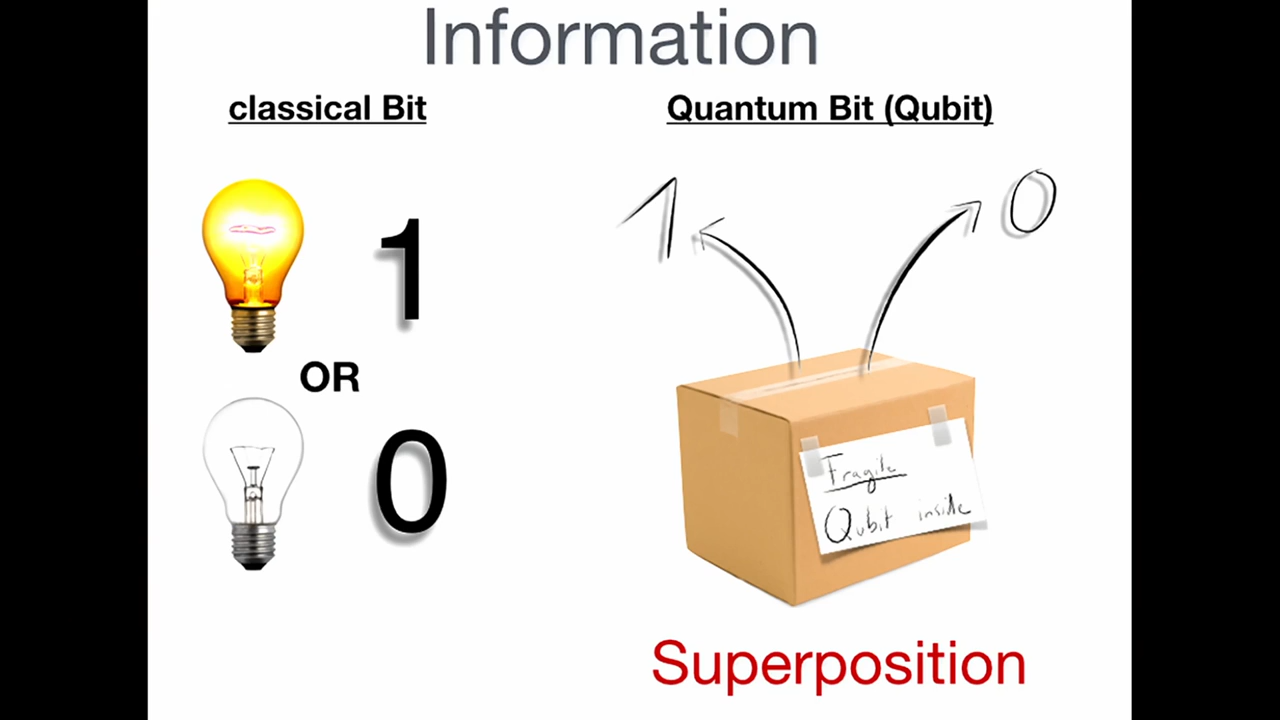 Information
classical Bit
1
OR
0
Quantum Bit (Qubit)
1
0
Fragile
Qubit inside
Superposition